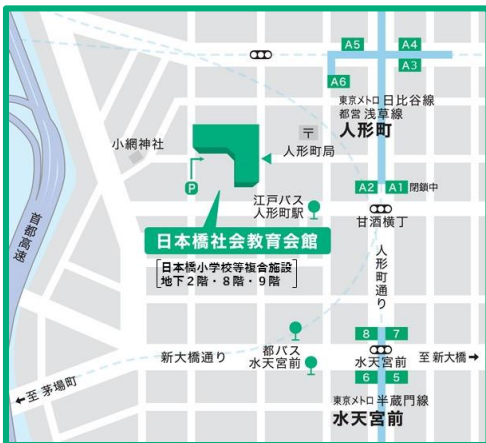 A5
A4
A3
A6
東京メトロ 日比谷線
都営 浅草線
人形町
小網神社
〒
人形町局
P
A2
A1 閉鎖中
江戸バス
人形町駅
甘酒横丁
日本橋社会教育会館
日本橋小学校等複合施設
地下2階・8階・9階
首都高速
人形町通り
8
7
新大橋通り
都バス
水天宮前
水天宮前
至 新大橋→
6
5
←至 茅場町
東京メトロ 半蔵門線
水天宮前